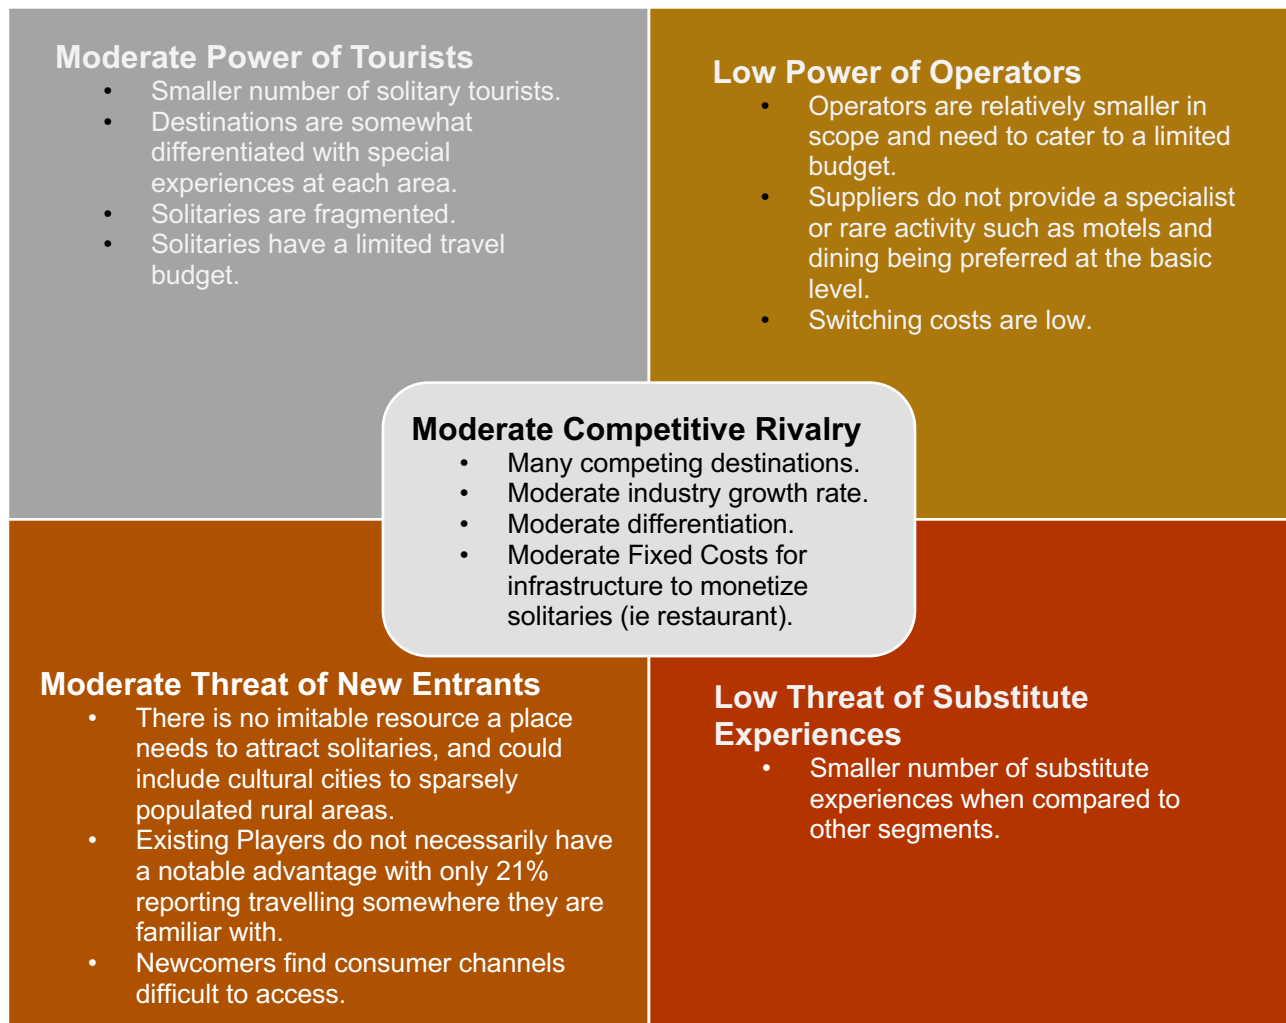 Moderate Power of Tourists
• Smaller number of solitary tourists.
• Destinations are somewhat
differentiated with special
experiences at each area.
• Solitaries are fragmented.
• Solitaries have a limited travel
budget.
Low Power of Operators
• Operators are relatively smaller in
scope and need to cater to a limited
budget.
• Suppliers do not provide a specialist
or rare activity such as motels and
dining being preferred at the basic
level.
• Switching costs are low.
Moderate Competitive Rivalry
• Many competing destinations.
• Moderate industry growth rate.
• Moderate differentiation.
• Moderate Fixed Costs for
infrastructure to monetize
solitaries (ie restaurant).
Moderate Threat of New Entrants
• There is no imitable resource a place
needs to attract solitaries, and could
include cultural cities to sparsely
populated rural areas.
• Existing Players do not necessarily have
a notable advantage with only 21%
reporting travelling somewhere they are
familiar with.
• Newcomers find consumer channels
difficult to access.
Low Threat of Substitute
Experiences
• Smaller number of substitute
experiences when compared to
other segments.